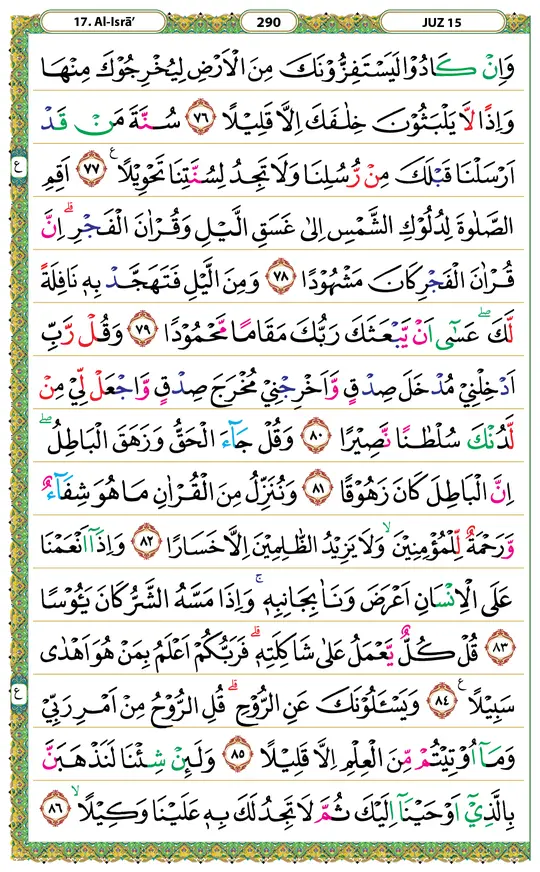 17. Al-Isrā’
290
JUZ 15
وَاِنْ كَادُوْا لَيَسْتَفِزُّوْنَكَ مِنَ الْاَرْضِ لِيُخْرِجُوْكَ مِنْهَا
وَاِذًا لَّا يَلْبَثُوْنَ خِلٰفَكَ اِلَّا قَلِيْلًا ۝٧٦ سُنَّةَ مَنْ قَدْ
اَرْسَلْنَا قَبْلَكَ مِنْ رُّسُلِنَا وَلَا تَجِدُ لِسُنَّتِنَا تَحْوِيْلًا ࣖ ۝٧٧ اَقِمِ
الصَّلٰوةَ لِدُلُوْكِ الشَّمْسِ اِلٰى غَسَقِ الَّيْلِ وَقُرْاٰنَ الْفَجْرِ ۗ اِنَّ
قُرْاٰنَ الْفَجْرِ كَانَ مَشْهُوْدًا ۝٧٨ وَمِنَ الَّيْلِ فَتَهَجَّدْ بِهٖ نَافِلَةً
لَّكَ ۖ عَسٰٓى اَنْ يَّبْعَثَكَ رَبُّكَ مَقَامًا مَّحْمُوْدًا ۝٧٩ وَقُلْ رَّبِّ
اَدْخِلْنِيْ مُدْخَلَ صِدْقٍ وَّاَخْرِجْنِيْ مُخْرَجَ صِدْقٍ وَّاجْعَلْ لِّيْ مِنْ
لَّدُنْكَ سُلْطٰنًا نَّصِيْرًا ۝٨٠ وَقُلْ جَاۤءَ الْحَقُّ وَزَهَقَ الْبَاطِلُ ۖ
اِنَّ الْبَاطِلَ كَانَ زَهُوْقًا ۝٨١ وَنُنَزِّلُ مِنَ الْقُرْاٰنِ مَا هُوَ شِفَاۤءٌ
وَّرَحْمَةٌ لِّلْمُؤْمِنِيْنَ ۙ وَلَا يَزِيْدُ الظّٰلِمِيْنَ اِلَّا خَسَارًا ۝٨٢ وَاِذَآ اَنْعَمْنَا
عَلَى الْاِنْسَانِ اَعْرَضَ وَنَاٰ بِجَانِبِهٖ ۚ وَاِذَا مَسَّهُ الشَّرُّ كَانَ يَـُٔوْسًا
۝٨٣ قُلْ كُلٌّ يَّعْمَلُ عَلٰى شَاكِلَتِهٖ ۗ فَرَبُّكُمْ اَعْلَمُ بِمَنْ هُوَ اَهْدٰى
سَبِيْلًا ࣖ ۝٨٤ وَيَسْـَٔلُوْنَكَ عَنِ الرُّوْحِ ۗ قُلِ الرُّوْحُ مِنْ اَمْرِ رَبِّيْ
وَمَآ اُوْتِيْتُمْ مِّنَ الْعِلْمِ اِلَّا قَلِيْلًا ۝٨٥ وَلَىِٕنْ شِئْنَا لَنَذْهَبَنَّ
بِالَّذِيْٓ اَوْحَيْنَآ اِلَيْكَ ثُمَّ لَا تَجِدُ لَكَ بِهٖ عَلَيْنَا وَكِيْلًا ۙ ۝٨٦
ع
ع